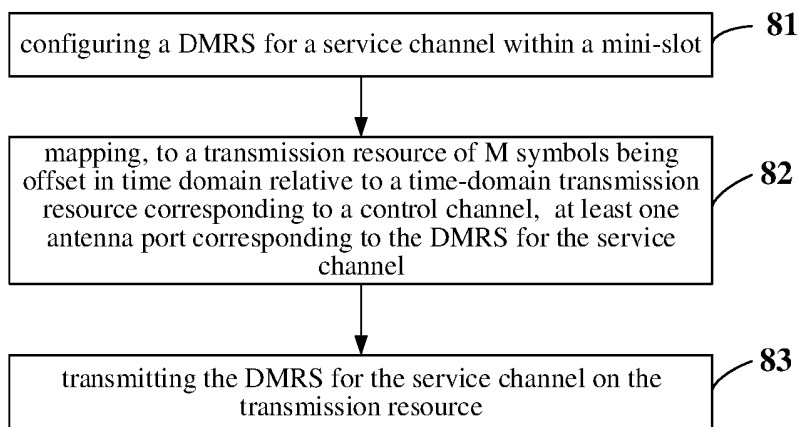 configuring a DMRS for a service channel within a mini-slot
81
mapping, to a transmission resource of M symbols being
offset in time domain relative to a time-domain transmission
resource corresponding to a control channel, at least one
antenna port corresponding to the DMRS for the service
channel
82
transmitting the DMRS for the service channel on the
transmission resource
83